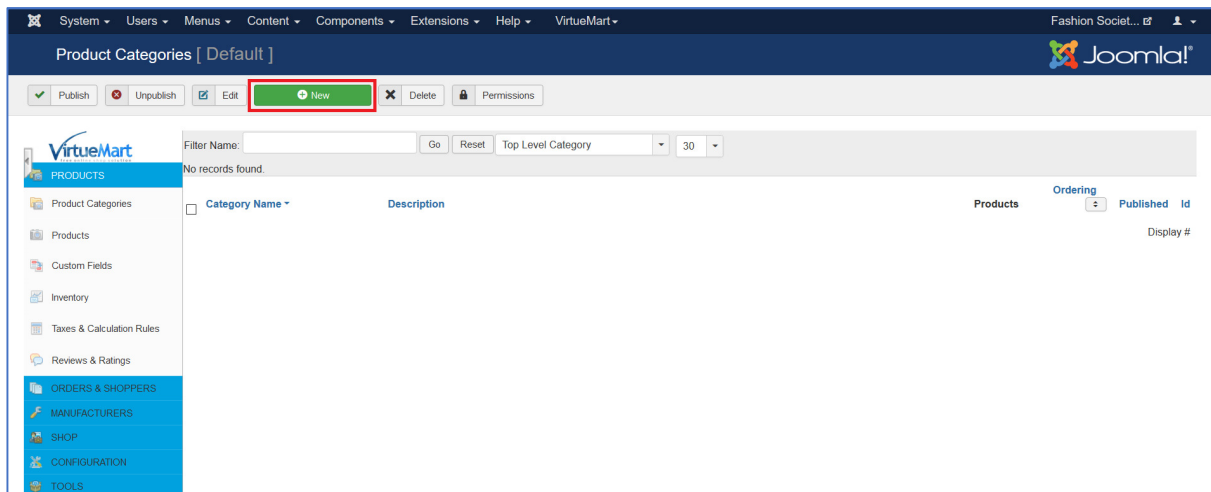 System Users Menus Content Components Extensions Help VirtueMart Fashion Societ...
Product Categories [ Default ] Joomla!®
Publish Unpublish Edit New Delete Permissions
VirtueMart
Filter Name: Go Reset Top Level Category 30
No records found.
PRODUCTS
Product Categories
Products
Custom Fields
Inventory
Taxes & Calculation Rules
Reviews & Ratings
ORDERS & SHOPPERS
MANUFACTURERS
SHOP
CONFIGURATION
TOOLS
Category Name Description Products Ordering Published Id
Display #